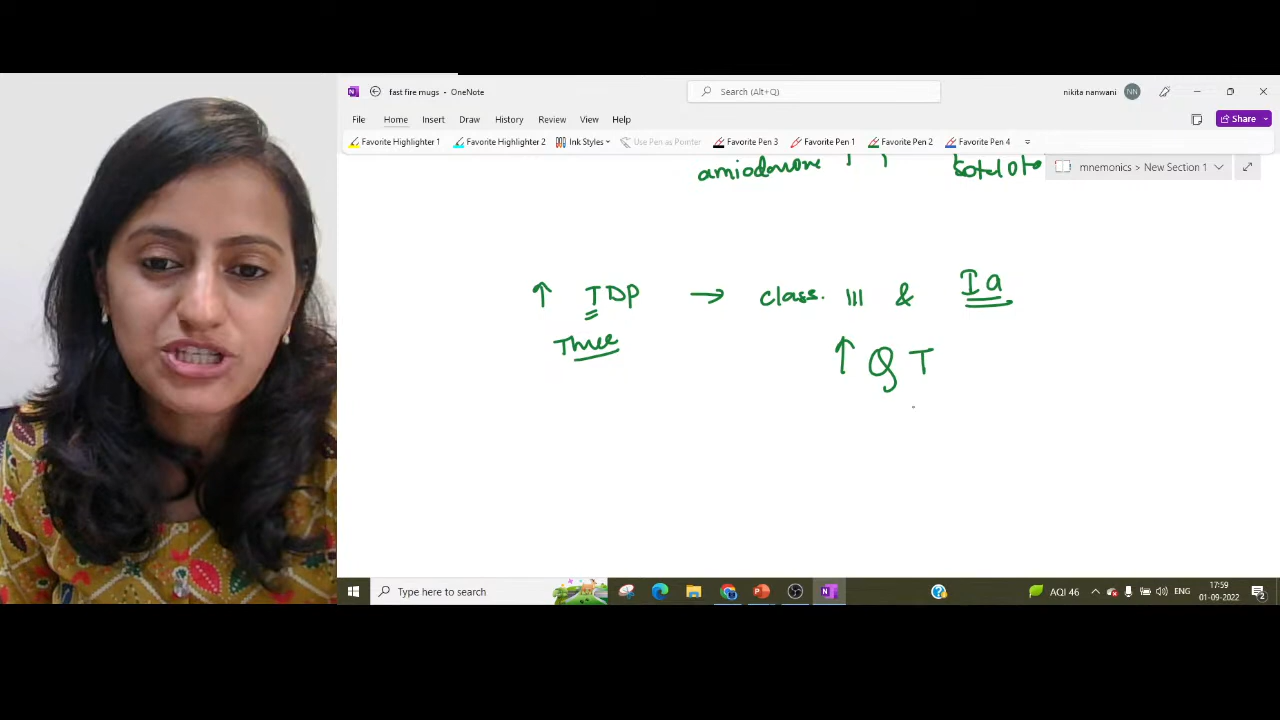 fast fire mugs - OneNote
Search (Alt+Q)
nikita nanwani NN
File Home Insert Draw History Review View Help
Share
Favorite Highlighter 1 Favorite Highlighter 2 Ink Styles Use Pen as Pointer Favorite Pen 3 Favorite Pen 1 Favorite Pen 2 Favorite Pen 4
mnemonics > New Section 1
↑ TDP → class. III & Ia
Three
↑ QT
Type here to search
AQI 46
ENG
17:59
01-09-2022
2